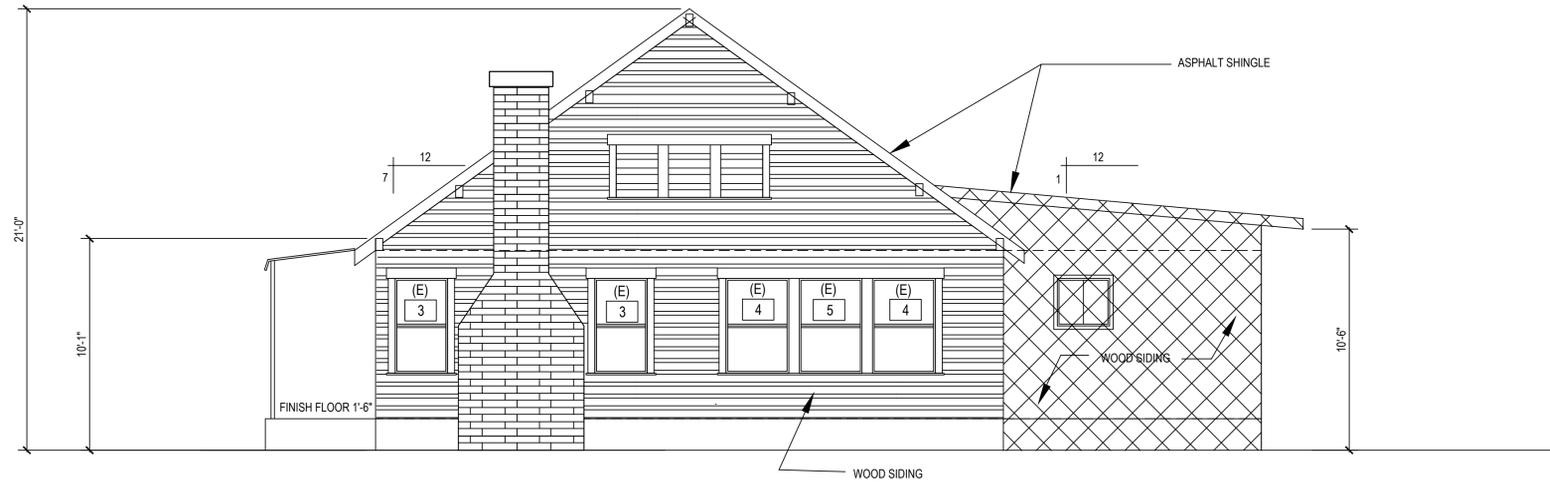 ASPHALT SHINGLE
12
7
12
1
21'-0"
10'-1"
10'-6"
(E)
3
(E)
3
(E)
4
(E)
5
(E)
4
WOOD SIDING
FINISH FLOOR 1'-6"
WOOD SIDING